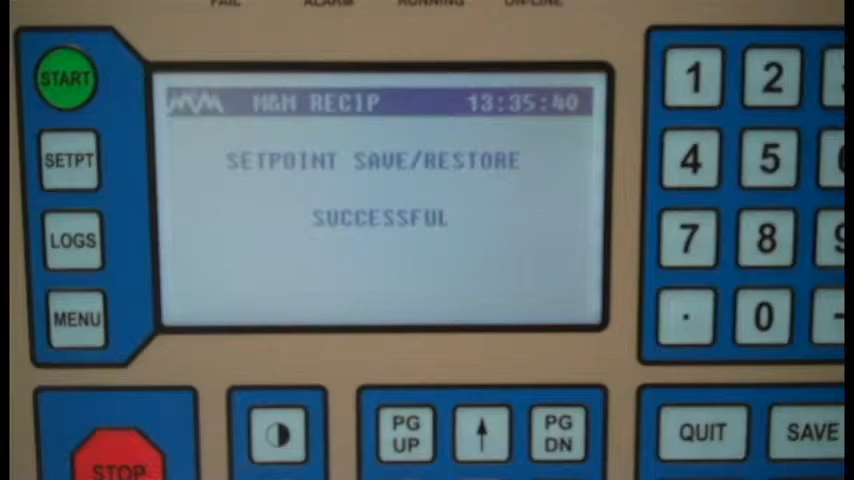 FAIL ALARM RUNNING ON-LINE
START
M&M RECIP 13:35:40
SETPOINT SAVE/RESTORE
SUCCESSFUL
SETPT
LOGS
MENU
1 2
4 5
7 8 9
. 0 -
STOP
PG UP
PG DN
QUIT
SAVE